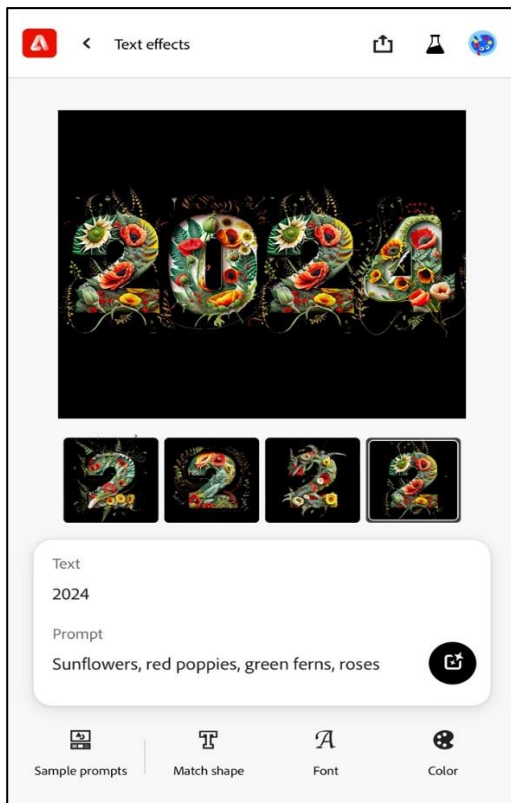 Text effects
2024
Text
2024
Prompt
Sunflowers, red poppies, green ferns, roses
Sample prompts
Match shape
Font
Color